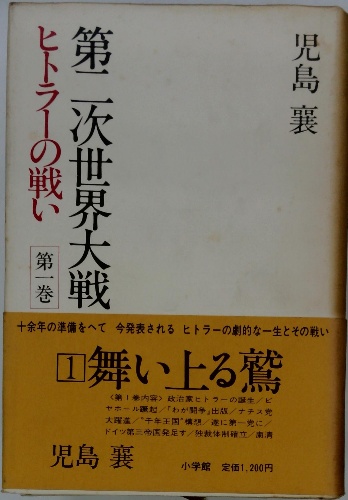 児島 襄
第二次世界大戦
ヒトラーの戦い
第一巻
十余年の準備をへて 今発表される ヒトラーの劇的な一生とその戦い
1 舞い上る鷲
〈第1巻内容〉政治家ヒトラーの誕生／ビ
ヤホール蹶起／「わが闘争」出版／ナチス党
大躍進／"千年王国"構想／遂に第一党に／
ドイツ第三帝国発足す／独裁体制確立／粛清
児島 襄
小学館 定価1,200円